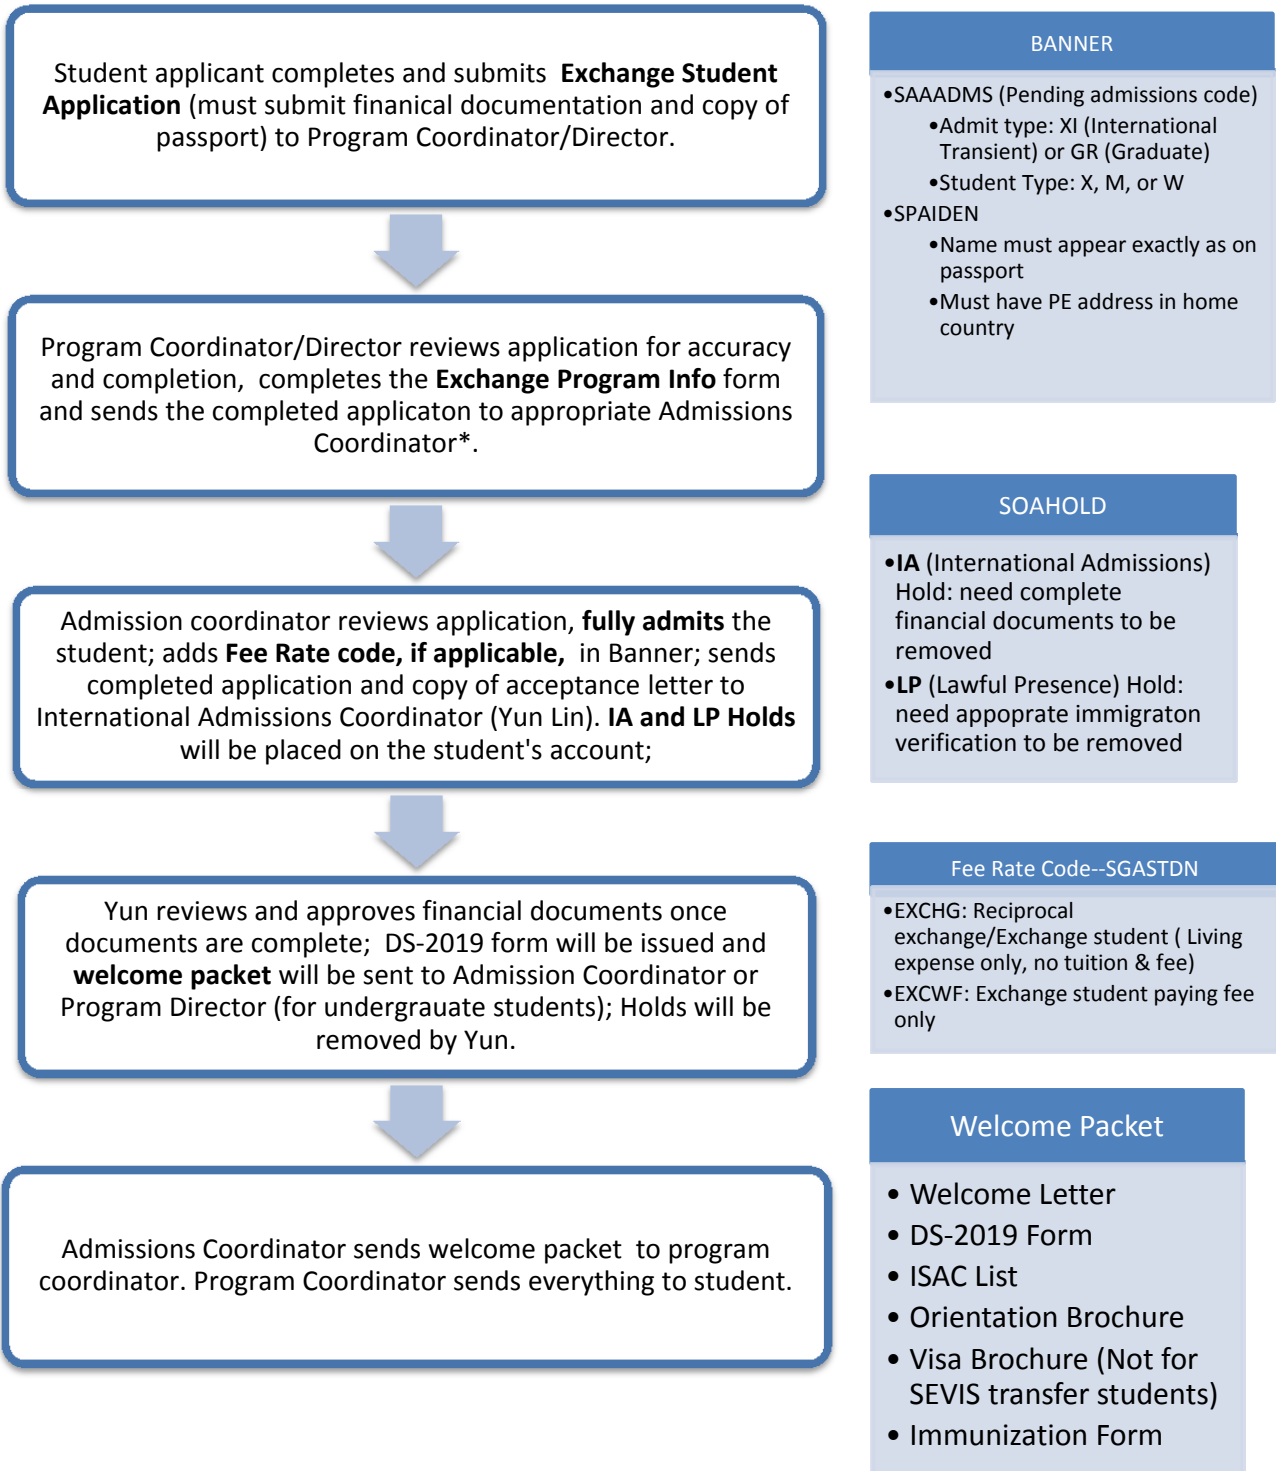 Student applicant completes and submits  Exchange Student
Application (must submit finanical documentation and copy of
passport) to Program Coordinator/Director.
Program Coordinator/Director reviews application for accuracy
and completion,  completes the Exchange Program Info form
and sends the completed applicaton to appropriate Admissions
Coordinator*.
Admission coordinator reviews application, fully admits the
student; adds Fee Rate code, if applicable,  in Banner; sends
completed application and copy of acceptance letter to
International Admissions Coordinator (Yun Lin). IA and LP Holds
will be placed on the student's account;
Yun reviews and approves financial documents once
documents are complete;  DS-2019 form will be issued and
welcome packet will be sent to Admission Coordinator or
Program Director (for undergrauate students); Holds will be
removed by Yun.
Admissions Coordinator sends welcome packet  to program
coordinator. Program Coordinator sends everything to student.
BANNER
•SAAADMS (Pending admissions code)
•Admit type: XI (International
Transient) or GR (Graduate)
•Student Type: X, M, or W
•SPAIDEN
•Name must appear exactly as on
passport
•Must have PE address in home
country
SOAHOLD
•IA (International Admissions)
Hold: need complete
financial documents to be
removed
•LP (Lawful Presence) Hold:
need appoprate immigraton
verification to be removed
Fee Rate Code--SGASTDN
•EXCHG: Reciprocal
exchange/Exchange student ( Living
expense only, no tuition & fee)
•EXCWF: Exchange student paying fee
only
Welcome Packet
• Welcome Letter
• DS-2019 Form
• ISAC List
• Orientation Brochure
• Visa Brochure (Not for
SEVIS transfer students)
• Immunization Form